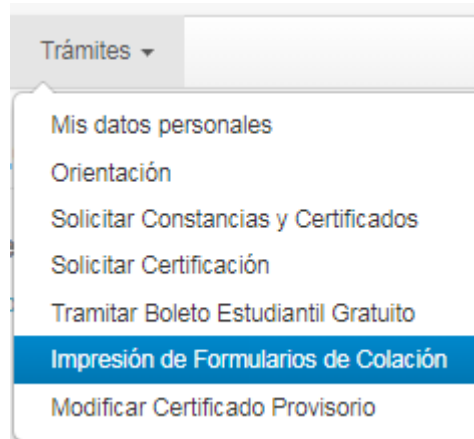 Trámites
Mis datos personales
Orientación
Solicitar Constancias y Certificados
Solicitar Certificación
Tramitar Boleto Estudiantil Gratuito
Impresión de Formularios de Colación
Modificar Certificado Provisorio